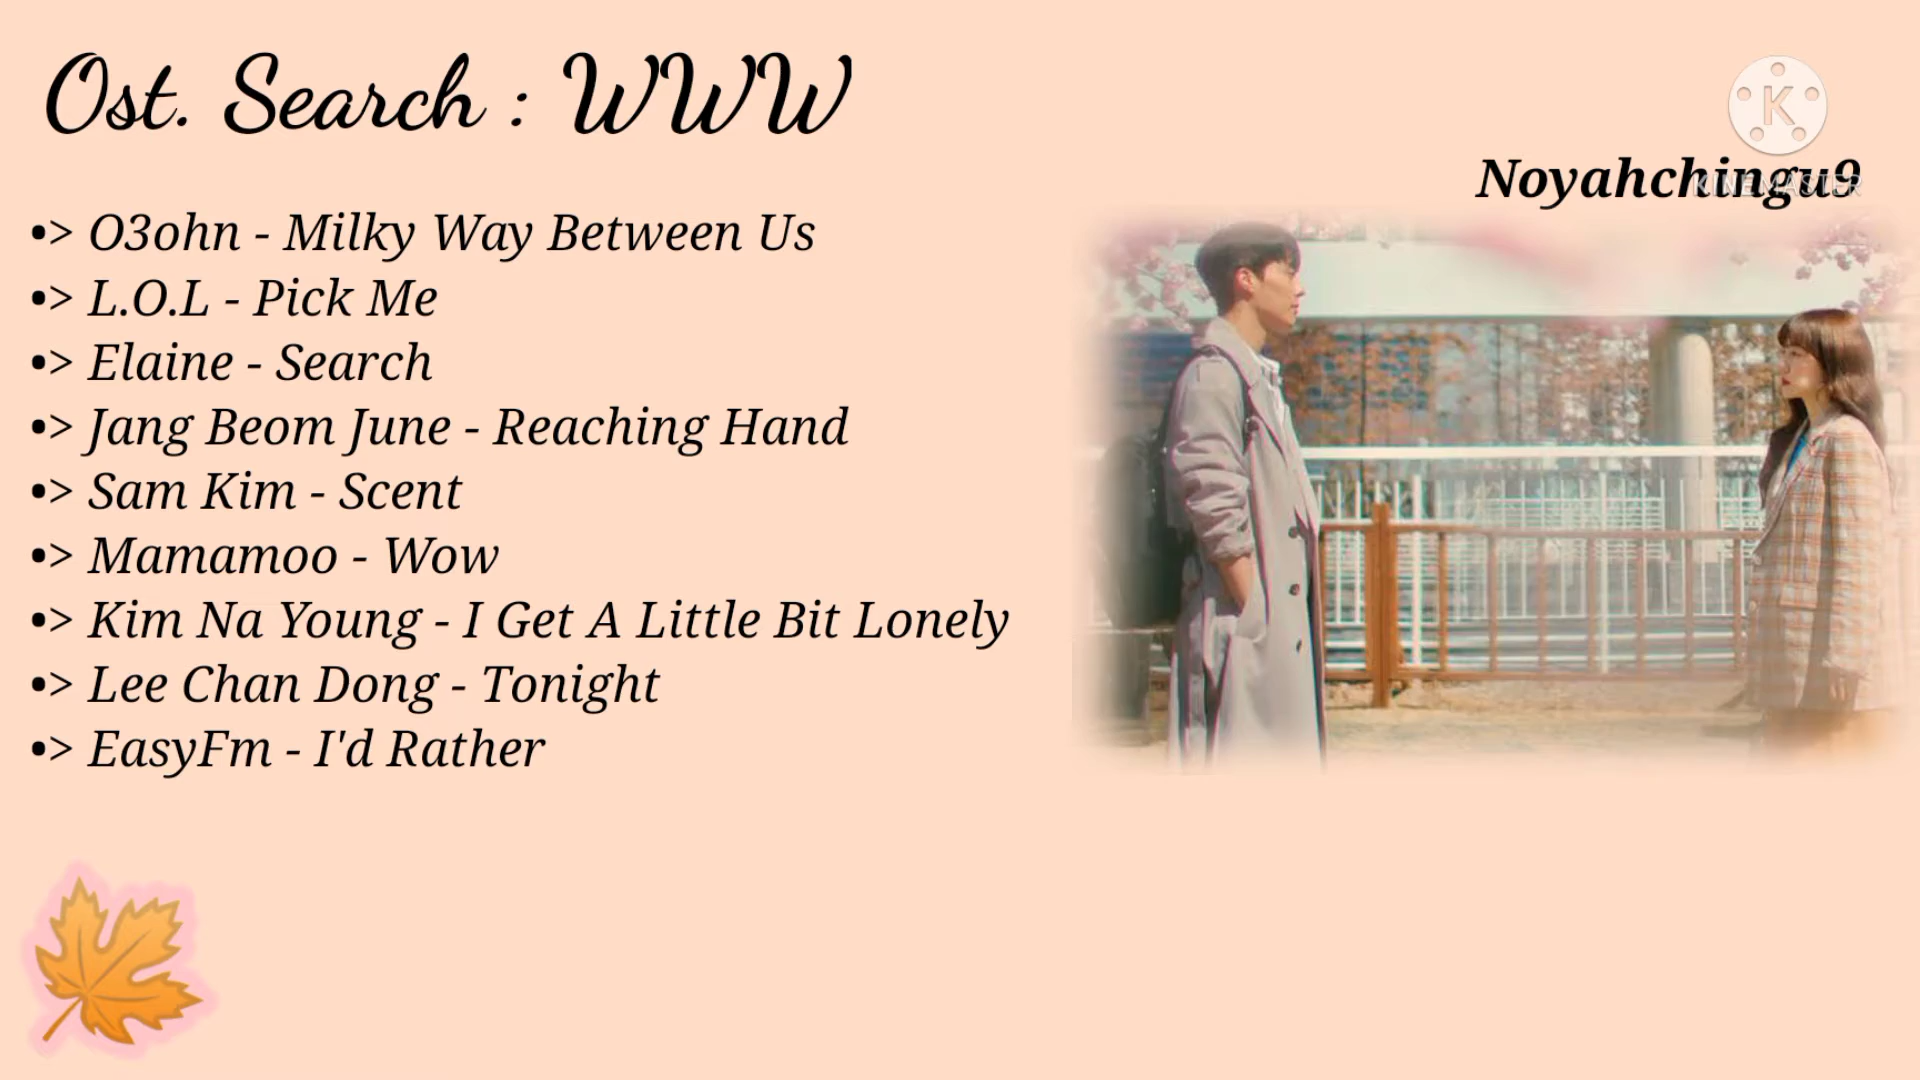 Ost. Search : WWW
K
KINEMASTER
Noyahchingu9
•> O3ohn - Milky Way Between Us
•> L.O.L - Pick Me
•> Elaine - Search
•> Jang Beom June - Reaching Hand
•> Sam Kim - Scent
•> Mamamoo - Wow
•> Kim Na Young - I Get A Little Bit Lonely
•> Lee Chan Dong - Tonight
•> EasyFm - I'd Rather